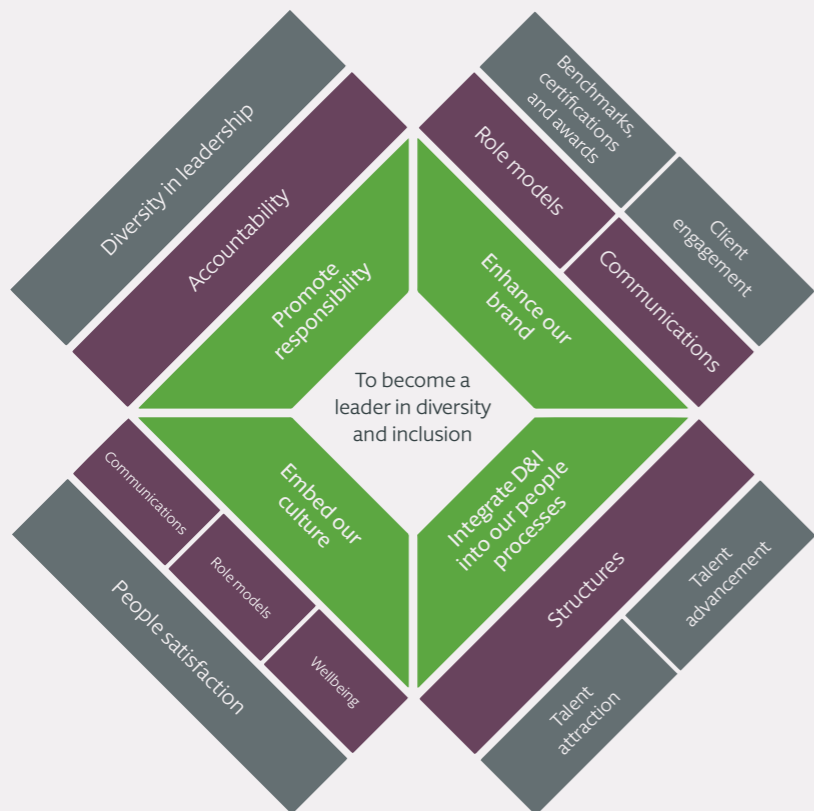 Diversity in leadership
Accountability
Promote
responsibility
Benchmarks,
certifications
and awards
Client
engagement
Role models
Communications
Enhance our
brand
To become a
leader in diversity
and inclusion
Embed our
culture
Communications
Role models
Wellbeing
People satisfaction
Integrate D&I
into our people
processes
Structures
Talent
advancement
Talent
attraction